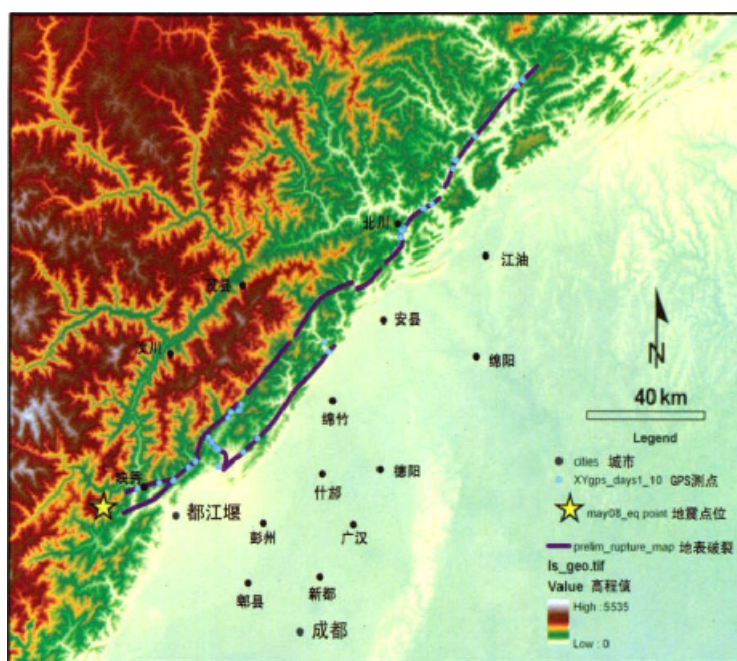 北川
江油
茂县
安县
汶川
绵阳
N
40 km
绵竹
Legend
cities 城市
德阳
什邡
XYgps_days1_10 GPS测点
映秀
may08_eq point 地震点位
都江堰
彭州
广汉
prelim_rupture_map 地表破裂
ls_geo.tif
Value 高程值
郫县
新都
High : 5535
成都
Low : 0